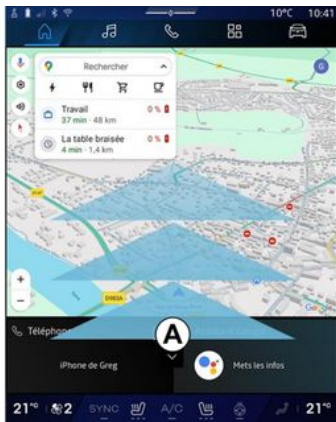 10°C 10:41
G
Rechercher
Travail
0 %
37 min · 48 km
La table braisée
0 %
4 min · 1,4 km
+
−
D983A
Téléphone
A
iPhone de Greg
Mets les infos
21° 2 SYNC A/C 21°